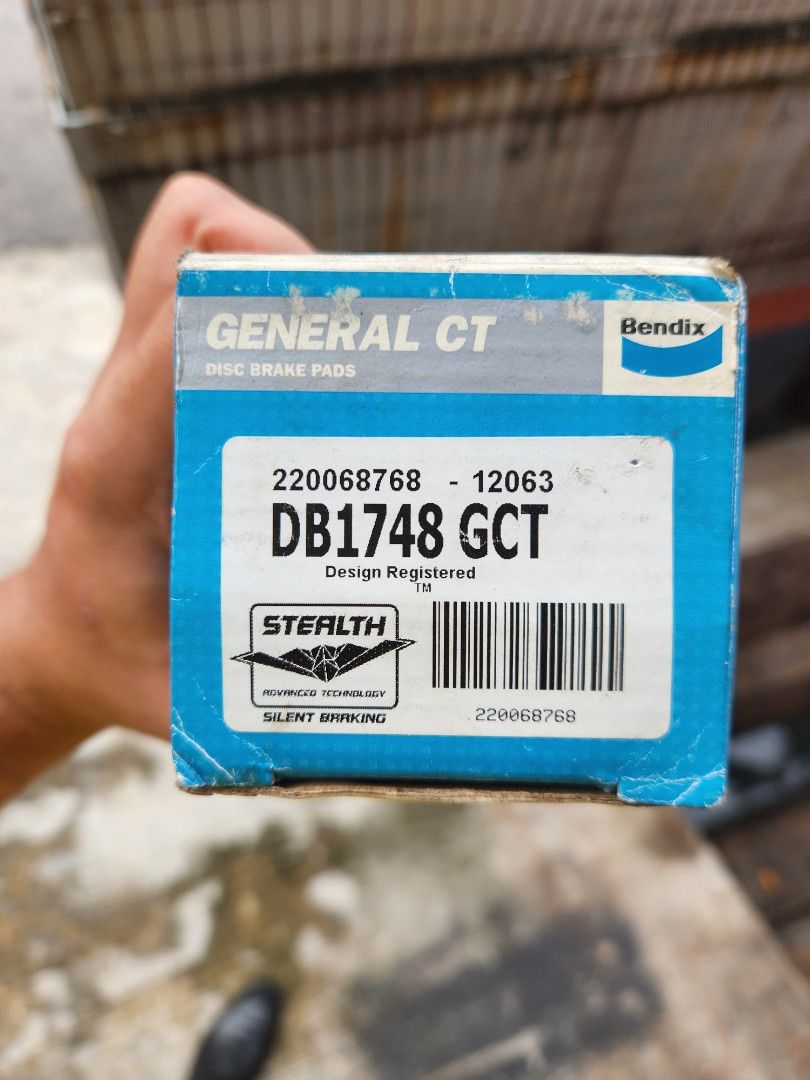 GENERAL CT
DISC BRAKE PADS
Bendix
220068768 - 12063
DB1748 GCT
Design Registered
TM
STEALTH
ADVANCED TECHNOLOGY
SILENT BRAKING
220068768